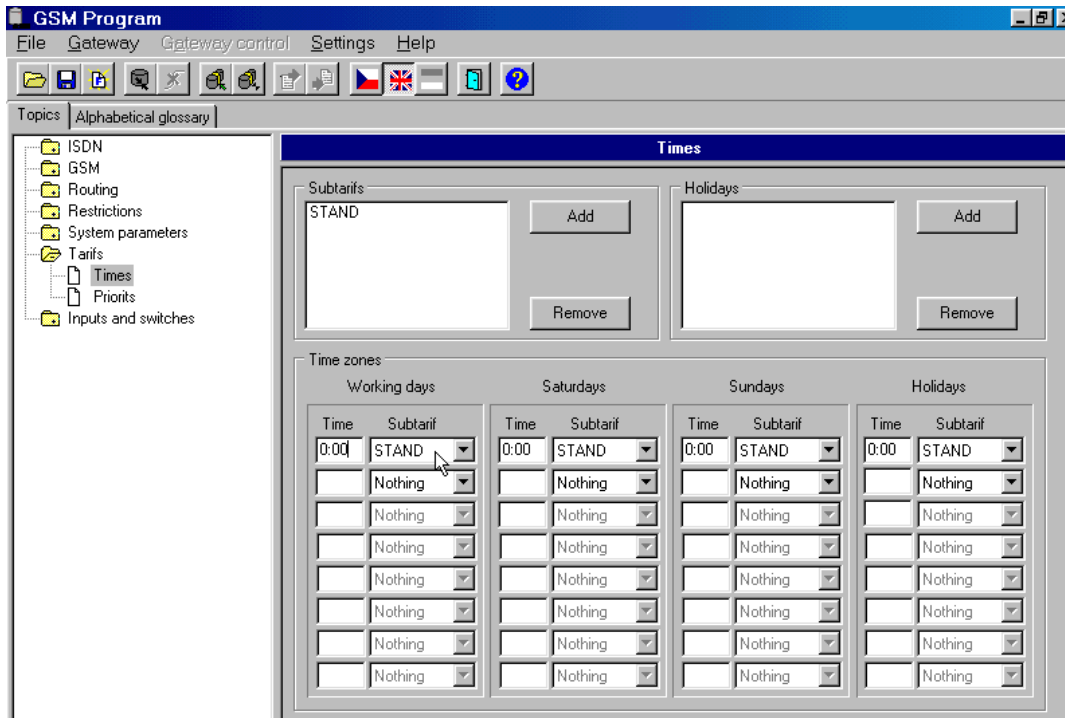 GSM Program
File Gateway Gateway control Settings Help
Topics Alphabetical glossary
ISDN
GSM
Routing
Restrictions
System parameters
Tarifs
Times
Priorits
Inputs and switches
Times
Subtarifs
STAND
Add
Remove
Holidays
Add
Remove
Time zones
Working days Saturdays Sundays Holidays
Time Subtarif Time Subtarif Time Subtarif Time Subtarif
0:00 STAND 0:00 STAND 0:00 STAND 0:00 STAND
Nothing Nothing Nothing Nothing
Nothing Nothing Nothing Nothing
Nothing Nothing Nothing Nothing
Nothing Nothing Nothing Nothing
Nothing Nothing Nothing Nothing
Nothing Nothing Nothing Nothing
Nothing Nothing Nothing Nothing